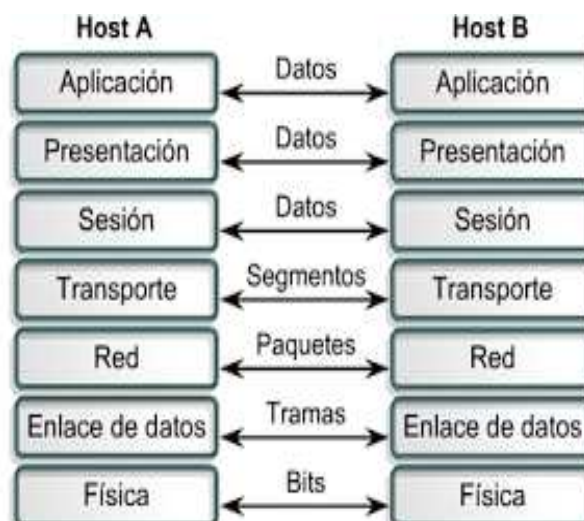 Host A Host B
Datos
Aplicación Aplicación
Datos
Presentación Presentación
Datos
Sesión Sesión
Segmentos
Transporte Transporte
Paquetes
Red Red
Tramas
Enlace de datos Enlace de datos
Bits
Física Física